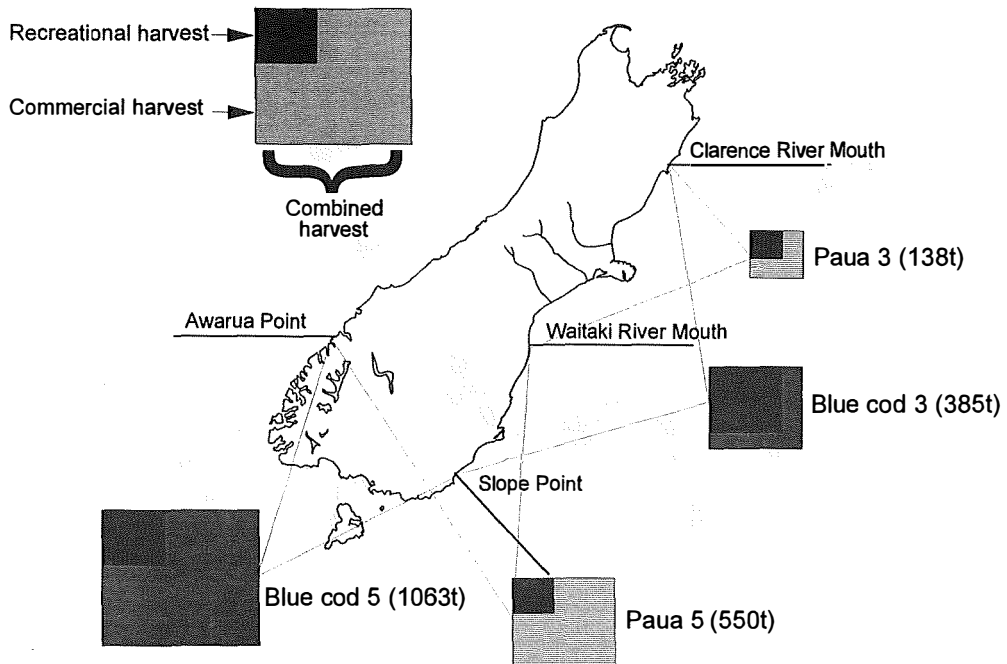 Recreational harvest
Commercial harvest
Combined
harvest
Clarence River Mouth
Paua 3 (138t)
Awarua Point
Waitaki River Mouth
Blue cod 3 (385t)
Slope Point
Blue cod 5 (1063t)
Paua 5 (550t)